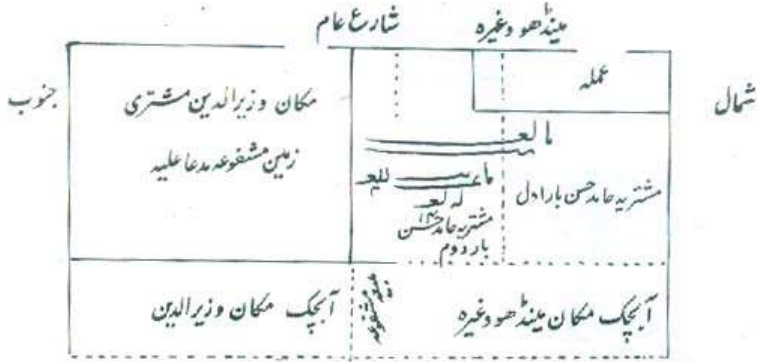 مینڈھو وغیرہ
شارع عام
شمال
عملہ
مکان وزیرالدین مشتری
زمین مشفوعہ مدعا علیہ
جنوب
مشتریہ حامد حسن بار اول
مشتریہ حامد حسن
بار دوم
آبچک مکان مینڈھو وغیرہ
مشفوعہ
آبچک مکان وزیرالدین